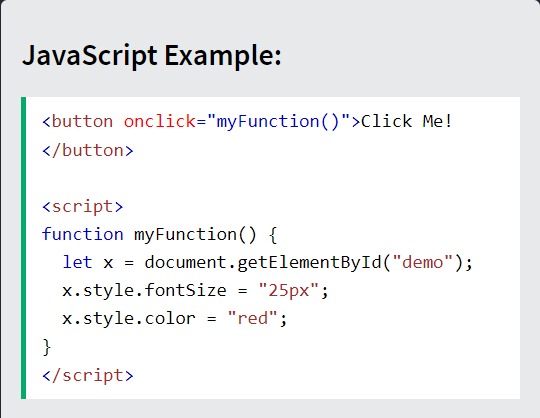 JavaScript Example:
<button onclick="myFunction()">Click Me!
</button>
<script>
function myFunction() {
  let x = document.getElementById("demo");
  x.style.fontSize = "25px";
  x.style.color = "red";
}
</script>